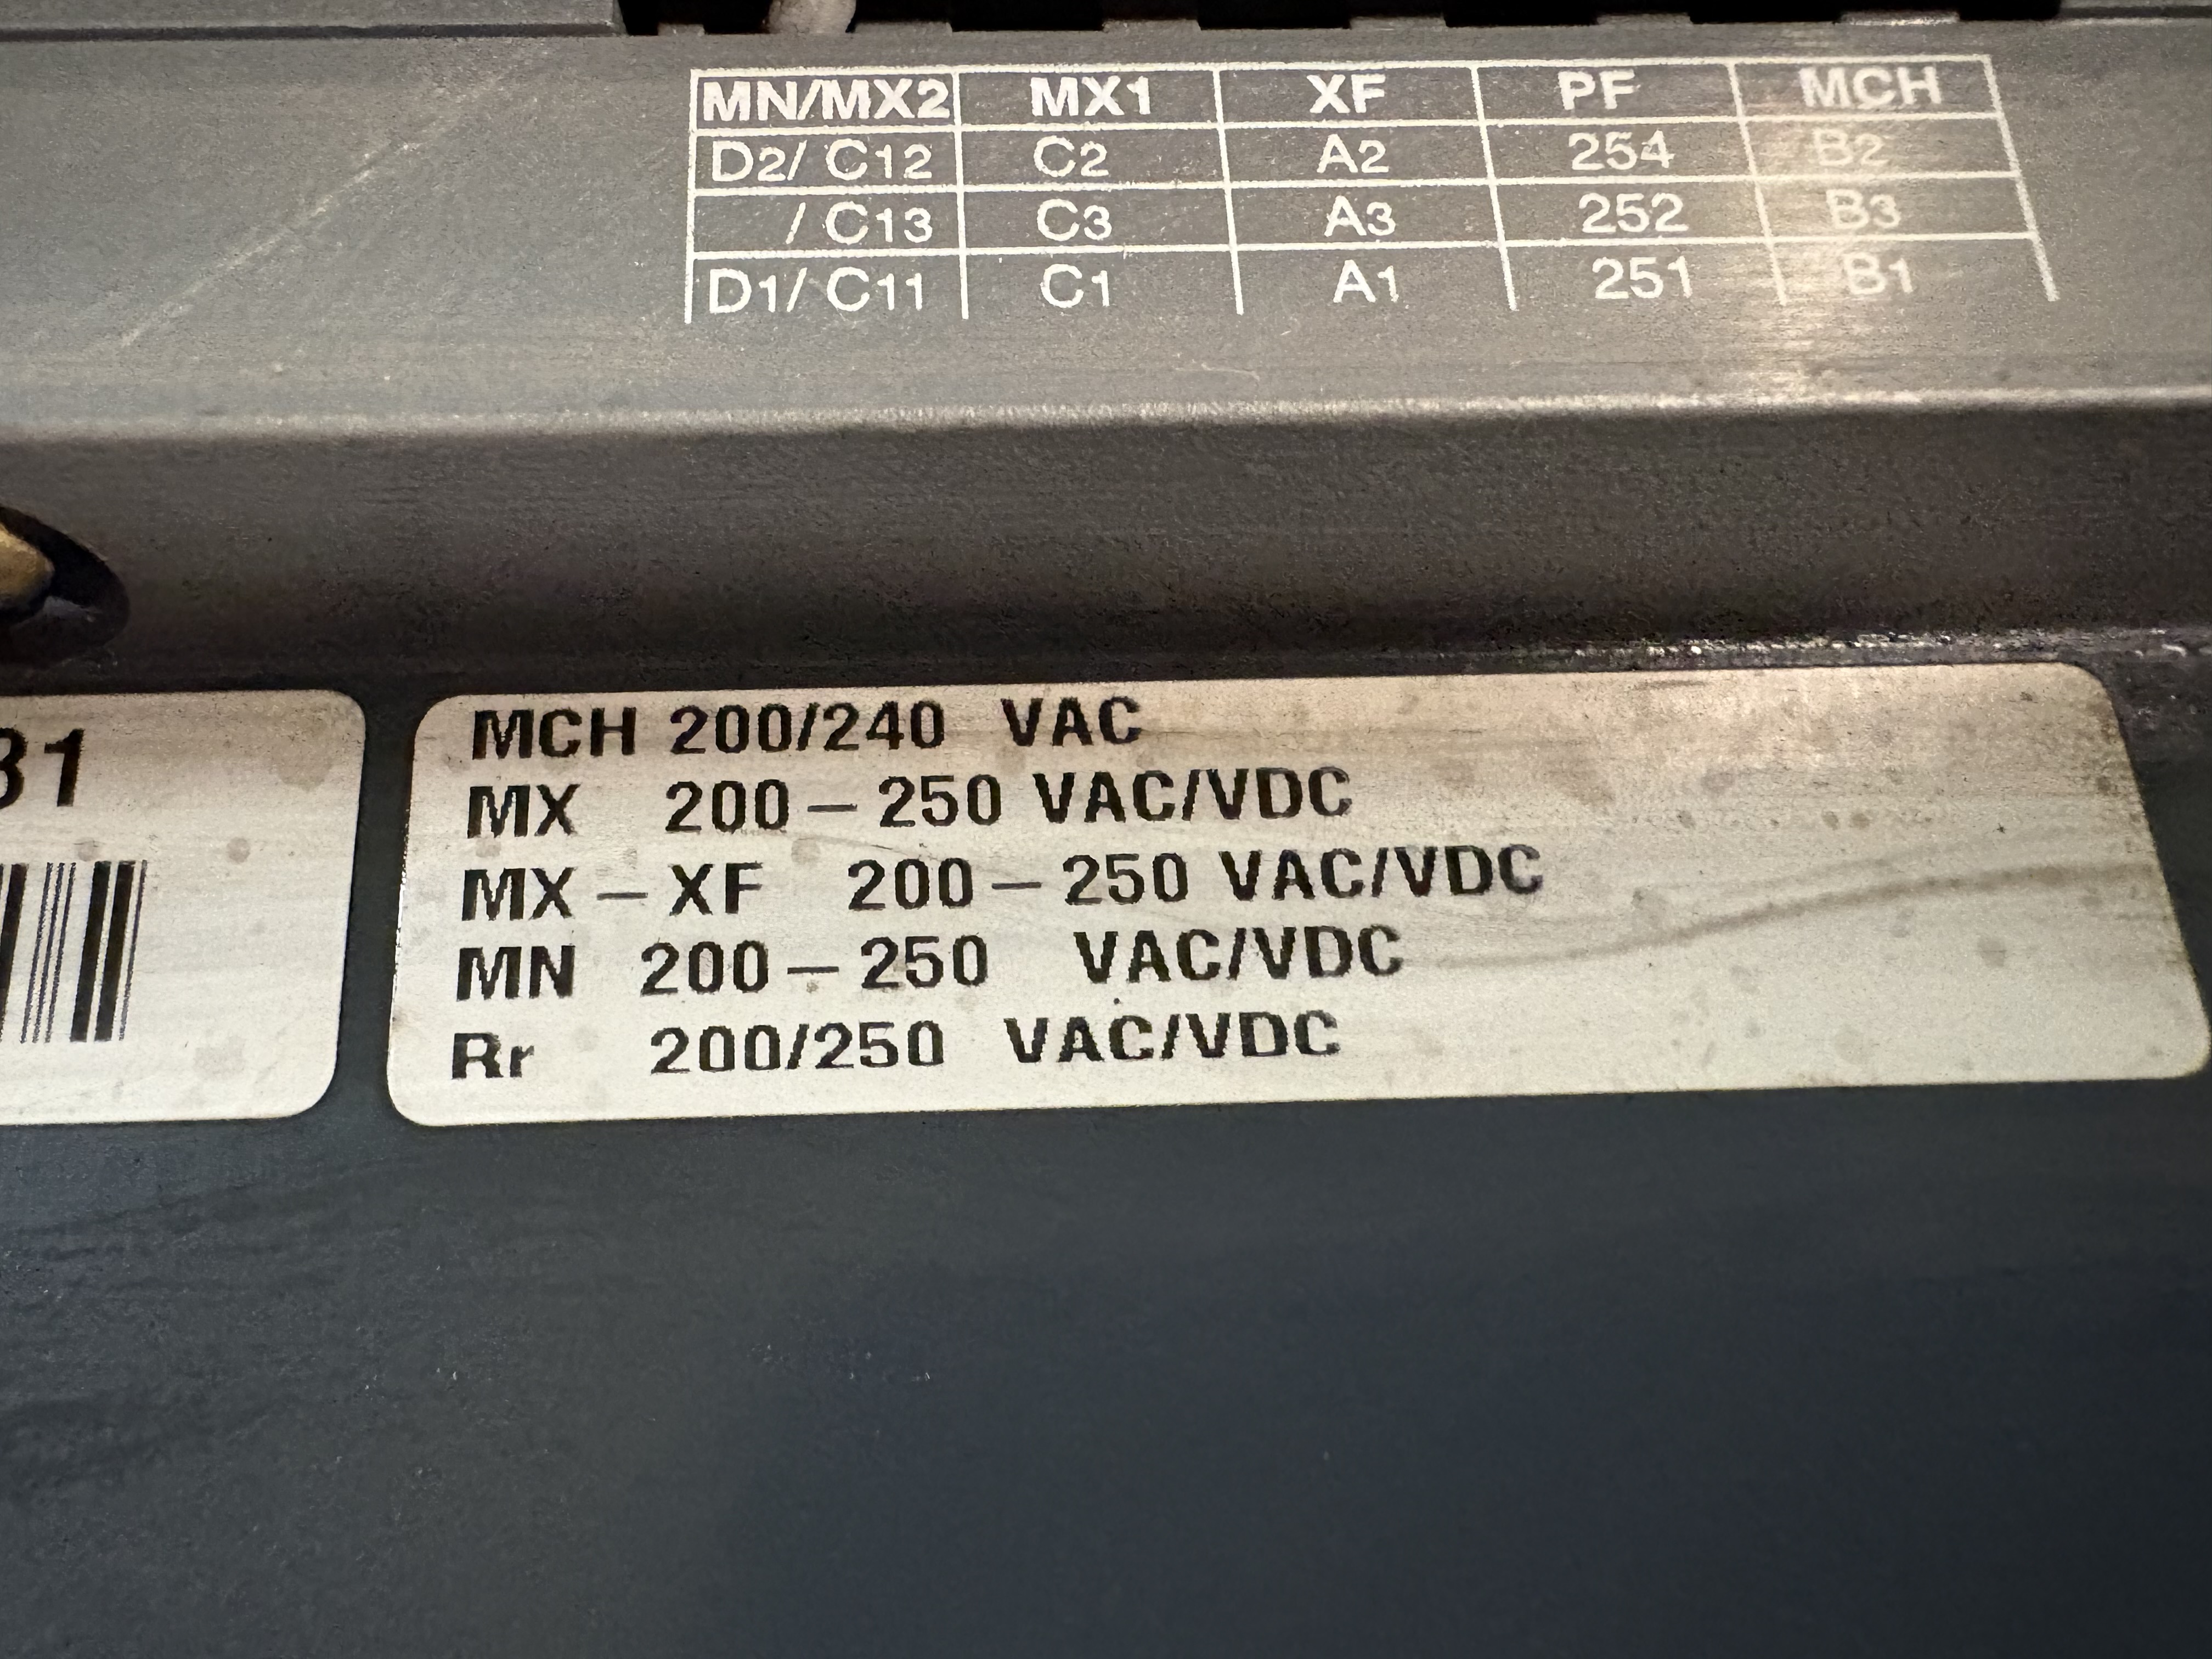 MN/MX2 MX1 XF PF MCH
D2/ C12 C2 A2 254 B2
/ C13 C3 A3 252 B3
D1/ C11 C1 A1 251 B1
31
MCH 200/240 VAC
MX 200–250 VAC/VDC
MX–XF 200–250 VAC/VDC
MN 200–250 VAC/VDC
Rr 200/250 VAC/VDC